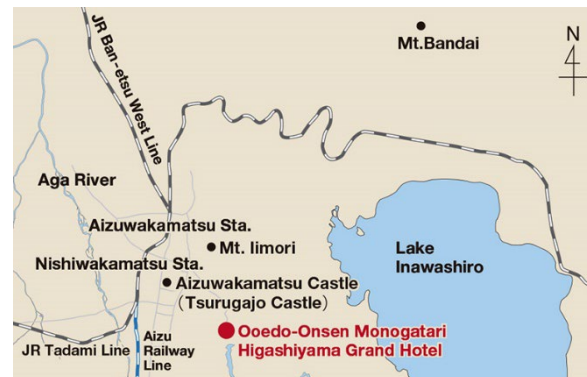 N
Mt.Bandai
JR Ban-etsu West Line
Aga River
Aizuwakamatsu Sta.
Mt. Iimori
Lake
Inawashiro
Nishiwakamatsu Sta.
Aizuwakamatsu Castle
(Tsurugajo Castle)
Ooedo-Onsen Monogatari
Higashiyama Grand Hotel
JR Tadami Line
Aizu
Railway
Line